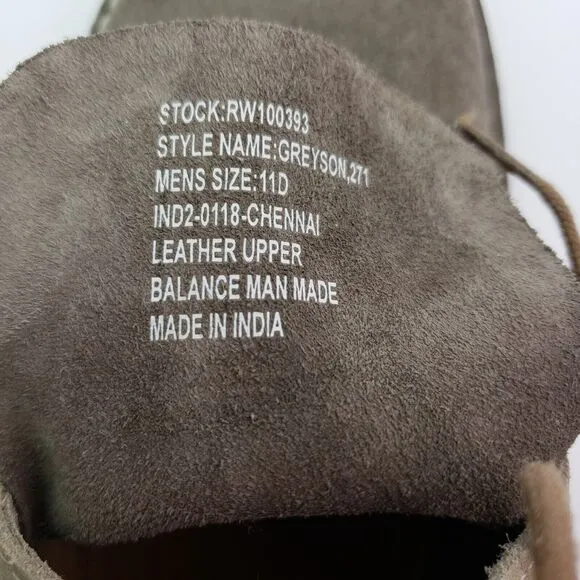 STOCK:RW100393
STYLE NAME:GREYSON,271
MENS SIZE:11D
IND2-0118-CHENNAI
LEATHER UPPER
BALANCE MAN MADE
MADE IN INDIA